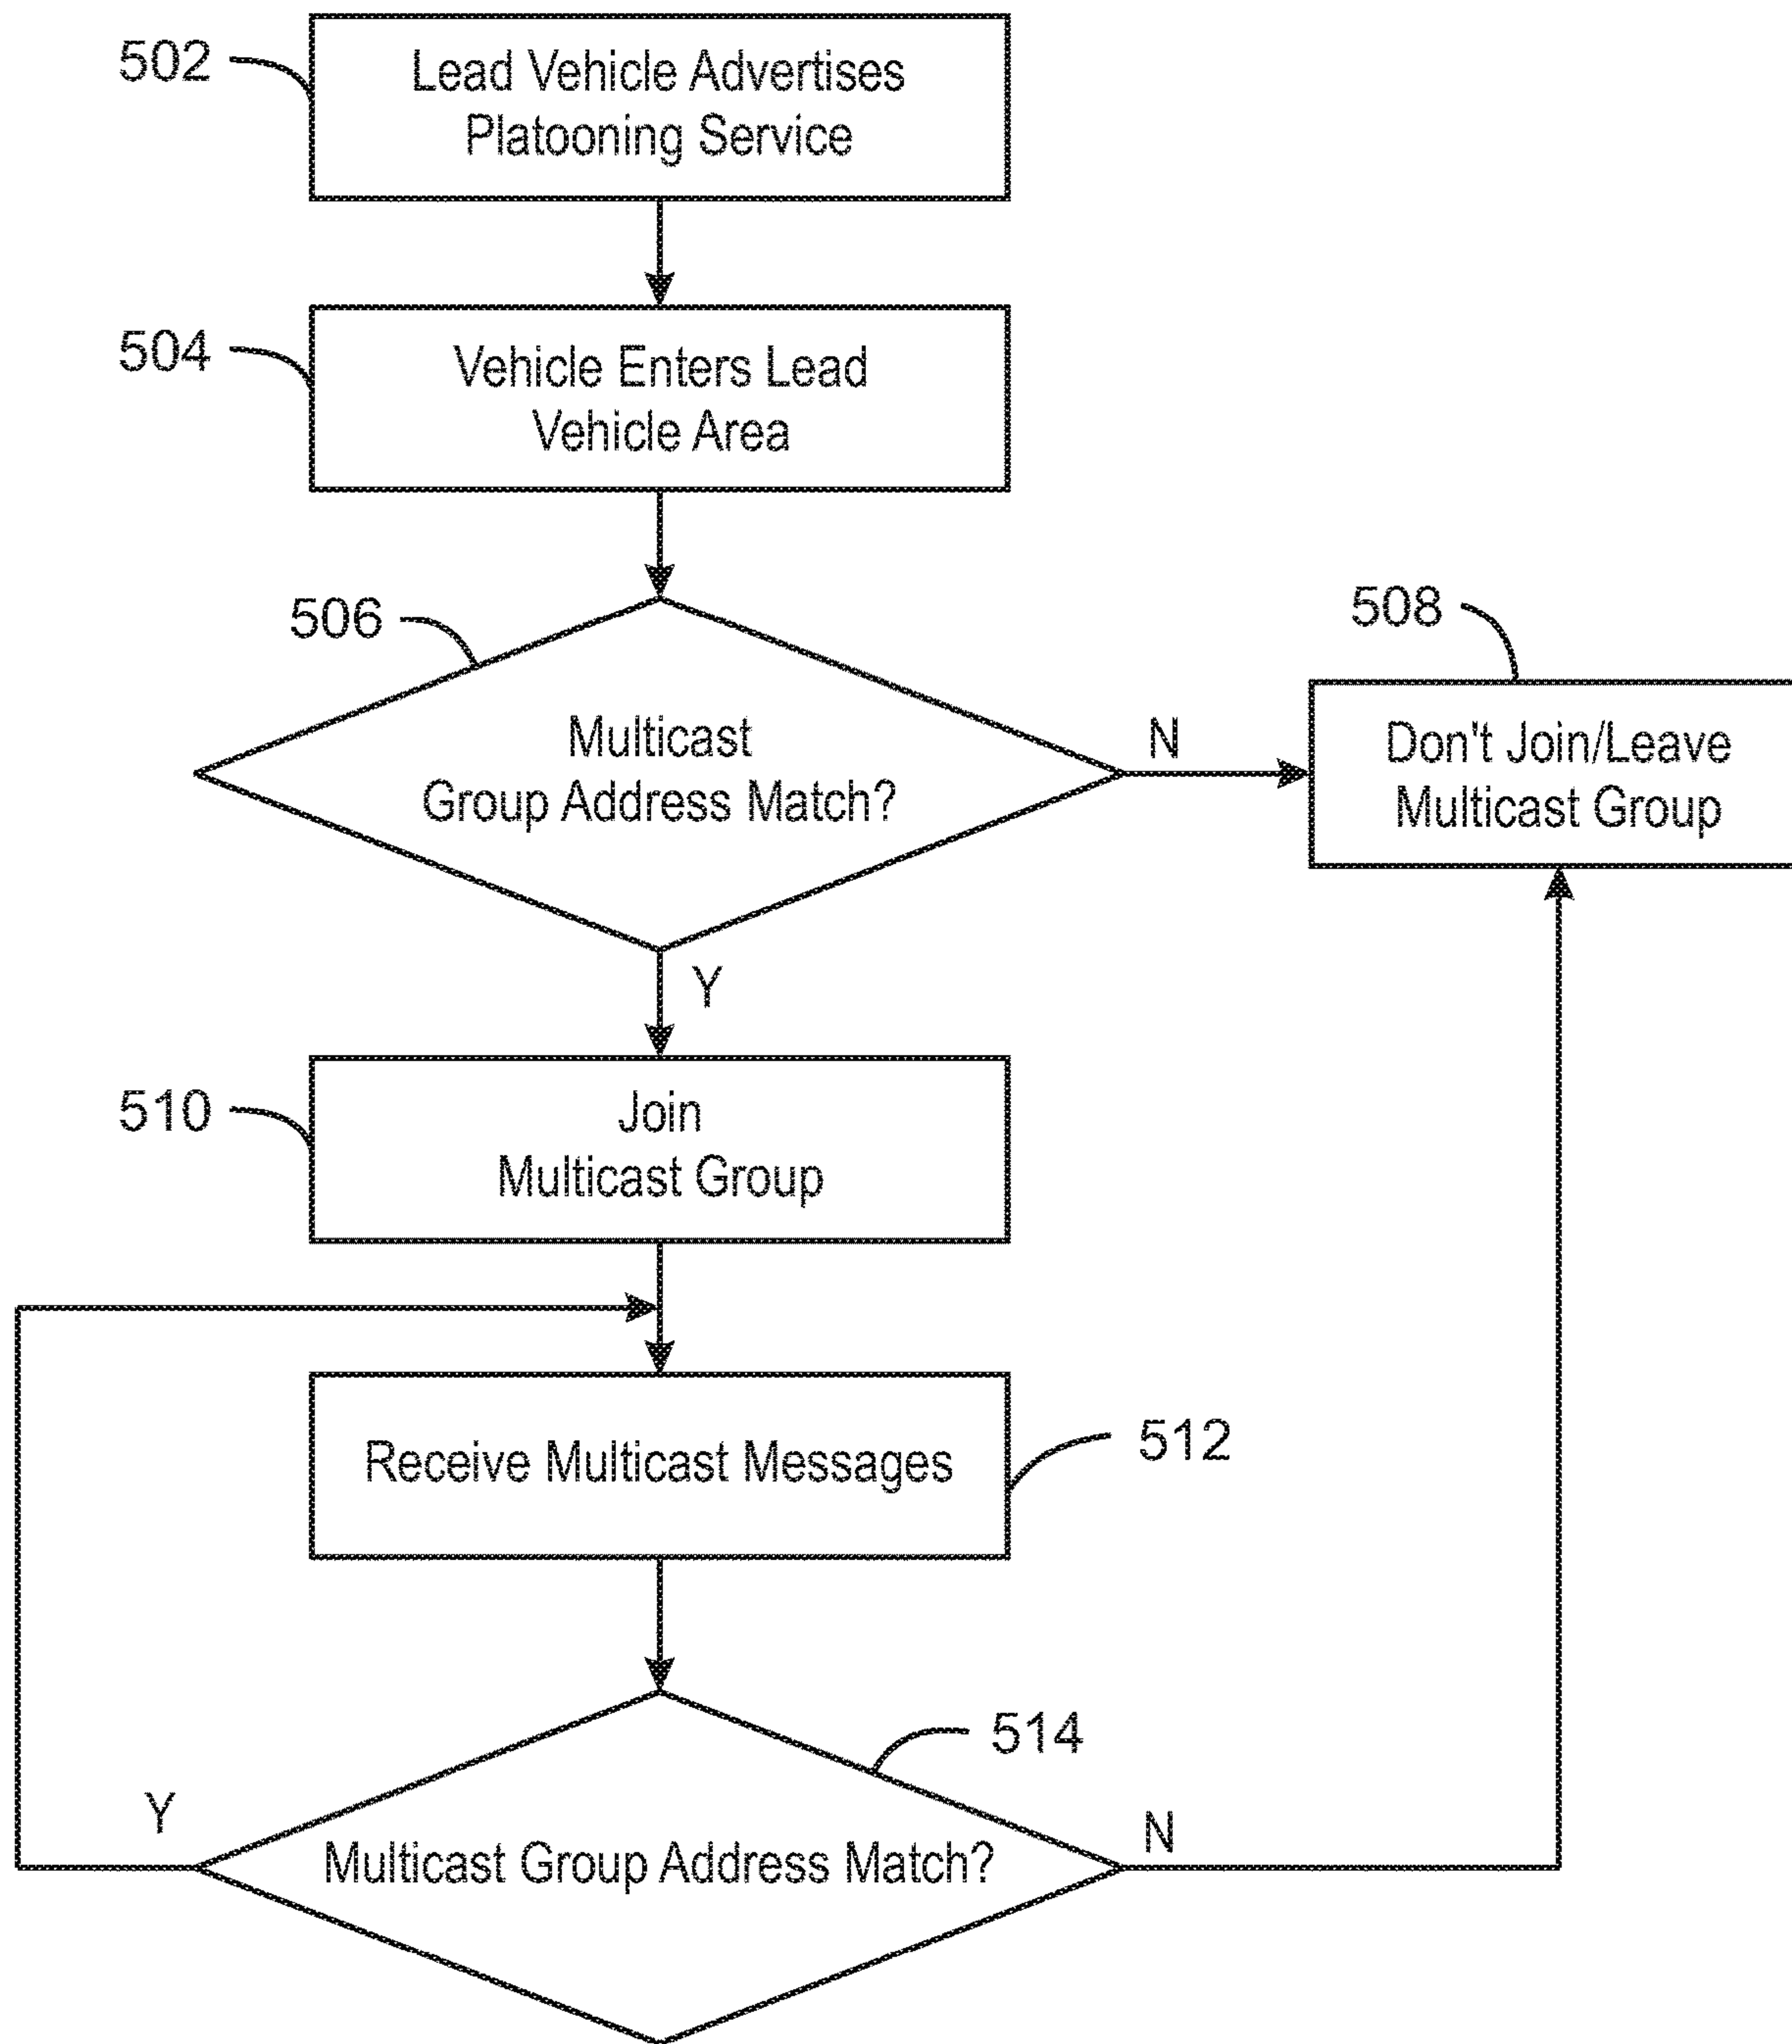 502
Lead Vehicle Advertises
Platooning Service
504
Vehicle Enters Lead
Vehicle Area
506
Multicast
Group Address Match?
N
508
Don't Join/Leave
Multicast Group
Y
510
Join
Multicast Group
Receive Multicast Messages
512
514
Y
Multicast Group Address Match?
N